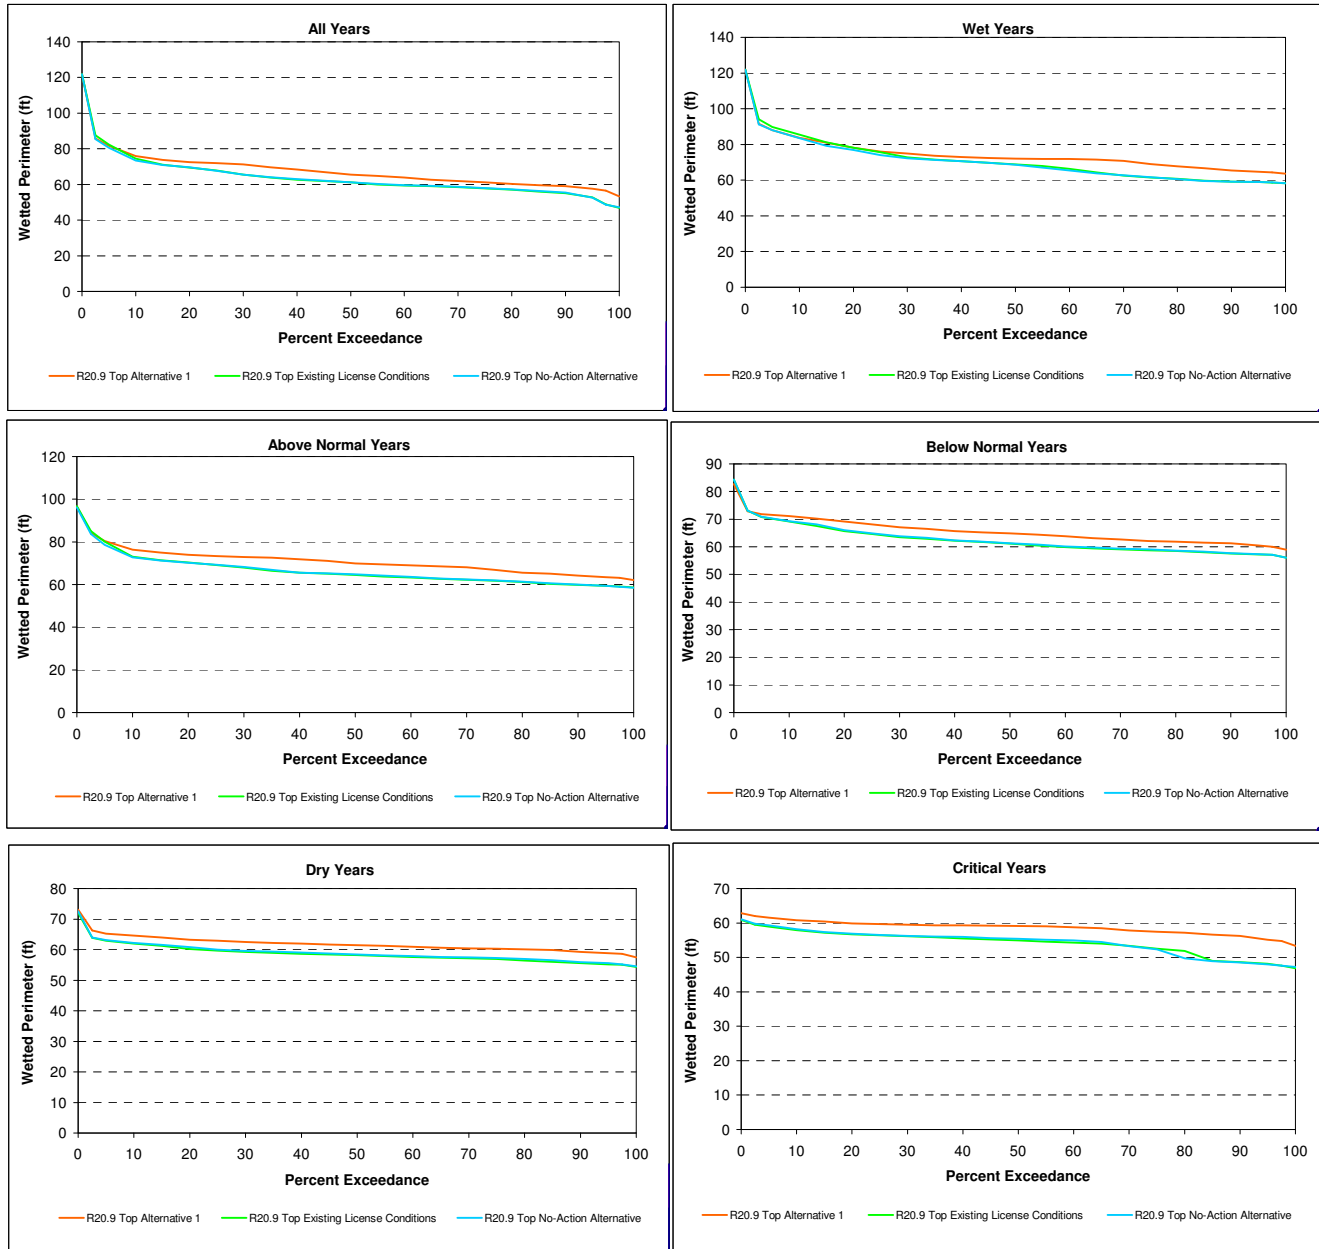 All Years
Wetted Perimeter (ft)
140
120
100
80
60
40
20
0
0 10 20 30 40 50 60 70 80 90 100
Percent Exceedance
R20.9 Top Alternative 1 R20.9 Top Existing License Conditions R20.9 Top No-Action Alternative
Wet Years
Wetted Perimeter (ft)
140
120
100
80
60
40
20
0
0 10 20 30 40 50 60 70 80 90 100
Percent Exceedance
R20.9 Top Alternative 1 R20.9 Top Existing License Conditions R20.9 Top No-Action Alternative
Above Normal Years
Wetted Perimeter (ft)
120
100
80
60
40
20
0
0 10 20 30 40 50 60 70 80 90 100
Percent Exceedance
R20.9 Top Alternative 1 R20.9 Top Existing License Conditions R20.9 Top No-Action Alternative
Below Normal Years
Wetted Perimeter (ft)
90
80
70
60
50
40
30
20
10
0
0 10 20 30 40 50 60 70 80 90 100
Percent Exceedance
R20.9 Top Alternative 1 R20.9 Top Existing License Conditions R20.9 Top No-Action Alternative
Dry Years
Wetted Perimeter (ft)
80
70
60
50
40
30
20
10
0
0 10 20 30 40 50 60 70 80 90 100
Percent Exceedance
R20.9 Top Alternative 1 R20.9 Top Existing License Conditions R20.9 Top No-Action Alternative
Critical Years
Wetted Perimeter (ft)
70
60
50
40
30
20
10
0
0 10 20 30 40 50 60 70 80 90 100
Percent Exceedance
R20.9 Top Alternative 1 R20.9 Top Existing License Conditions R20.9 Top No-Action Alternative